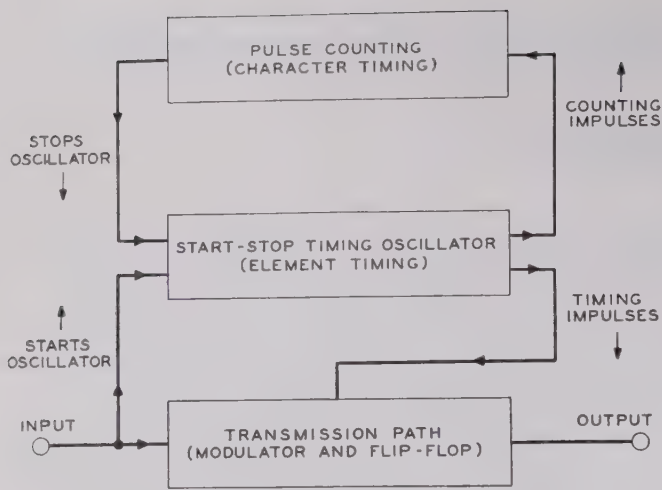 PULSE COUNTING
(CHARACTER TIMING)
COUNTING
IMPULSES
STOPS
OSCILLATOR
START-STOP TIMING OSCILLATOR
(ELEMENT TIMING)
TIMING
IMPULSES
STARTS
OSCILLATOR
INPUT
TRANSMISSION PATH
(MODULATOR AND FLIP-FLOP)
OUTPUT